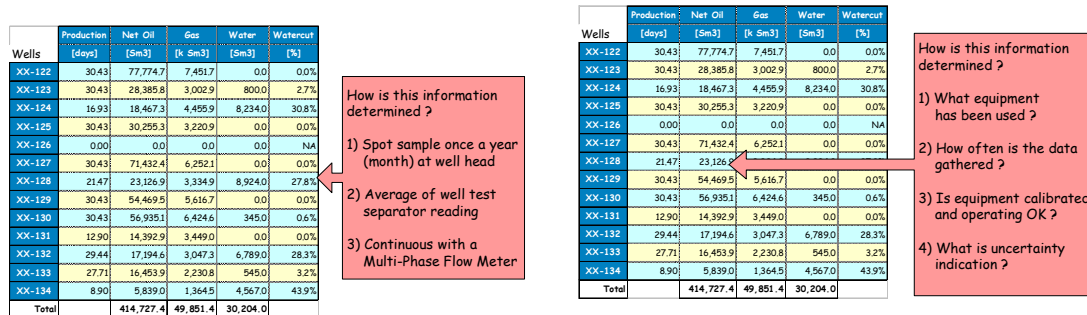 Production Net Oil Gas Water Watercut
Wells [days] [Sm3] [k Sm3] [Sm3] [%]
XX-122 30.43 77,774.7 7,451.7 0.0 0.0%
XX-123 30.43 28,385.8 3,002.9 800.0 2.7%
XX-124 16.93 18,467.3 4,455.9 8,234.0 30.8%
XX-125 30.43 30,255.3 3,220.9 0.0 0.0%
XX-126 0.00 0.0 0.0 0.0 NA
XX-127 30.43 71,432.4 6,252.1 0.0 0.0%
XX-128 21.47 23,126.9 3,334.9 8,924.0 27.8%
XX-129 30.43 54,469.5 5,616.7 0.0 0.0%
XX-130 30.43 56,935.1 6,424.6 345.0 0.6%
XX-131 12.90 14,392.9 3,449.0 0.0 0.0%
XX-132 29.44 17,194.6 3,047.3 6,789.0 28.3%
XX-133 27.71 16,453.9 2,230.8 545.0 3.2%
XX-134 8.90 5,839.0 1,364.5 4,567.0 43.9%
Total 414,727.4 49,851.4 30,204.0
How is this information
determined ?
1) Spot sample once a year
(month) at well head
2) Average of well test
separator reading
3) Continuous with a
Multi-Phase Flow Meter
Production Net Oil Gas Water Watercut
Wells [days] [Sm3] [k Sm3] [Sm3] [%]
XX-122 30.43 77,774.7 7,451.7 0.0 0.0%
XX-123 30.43 28,385.8 3,002.9 800.0 2.7%
XX-124 16.93 18,467.3 4,455.9 8,234.0 30.8%
XX-125 30.43 30,255.3 3,220.9 0.0 0.0%
XX-126 0.00 0.0 0.0 0.0 NA
XX-127 30.43 71,432.4 6,252.1 0.0 0.0%
XX-128 21.47 23,126.9
XX-129 30.43 54,469.5 5,616.7 0.0 0.0%
XX-130 30.43 56,935.1 6,424.6 345.0 0.6%
XX-131 12.90 14,392.9 3,449.0 0.0 0.0%
XX-132 29.44 17,194.6 3,047.3 6,789.0 28.3%
XX-133 27.71 16,453.9 2,230.8 545.0 3.2%
XX-134 8.90 5,839.0 1,364.5 4,567.0 43.9%
Total 414,727.4 49,851.4 30,204.0
How is this information
determined ?
1) What equipment
has been used ?
2) How often is the data
gathered ?
3) Is equipment calibrated
and operating OK ?
4) What is uncertainty
indication ?